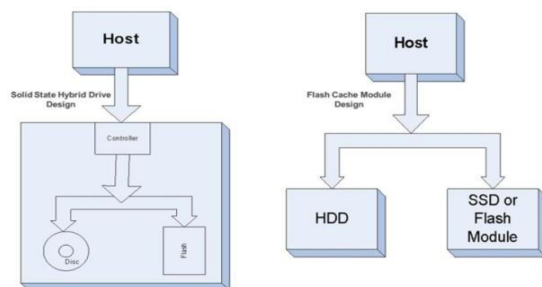 Host
Solid State Hybrid Drive
Design
Controller
Disc
Flash
Host
Flash Cache Module
Design
HDD
SSD or
Flash
Module